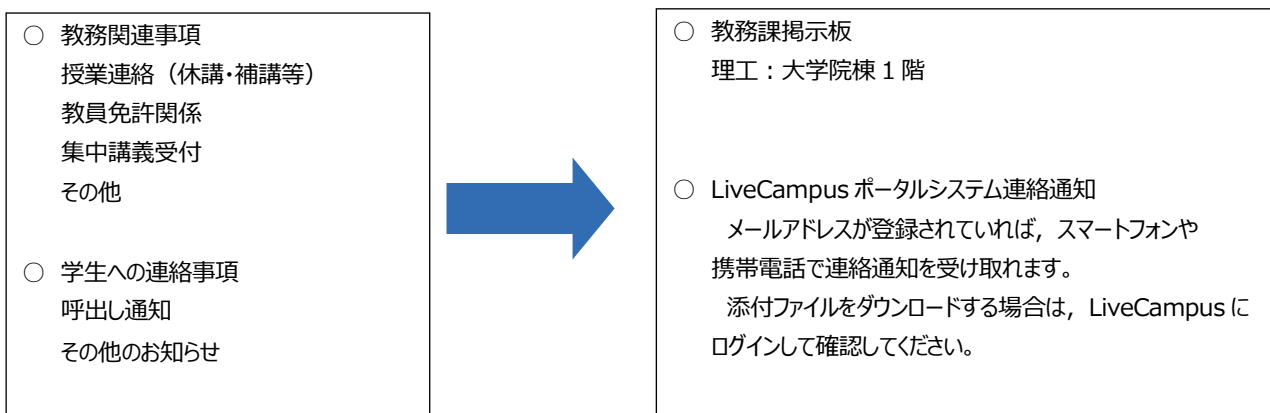 ○ 教務関連事項
授業連絡（休講・補講等）
教員免許関係
集中講義受付
その他
○ 学生への連絡事項
呼出し通知
その他のお知らせ
○ 教務課掲示板
理工：大学院棟 1 階
○ LiveCampus ポータルシステム連絡通知
メールアドレスが登録されていれば，スマートフォンや
携帯電話で連絡通知を受け取れます。
添付ファイルをダウンロードする場合は，LiveCampus に
ログインして確認してください。